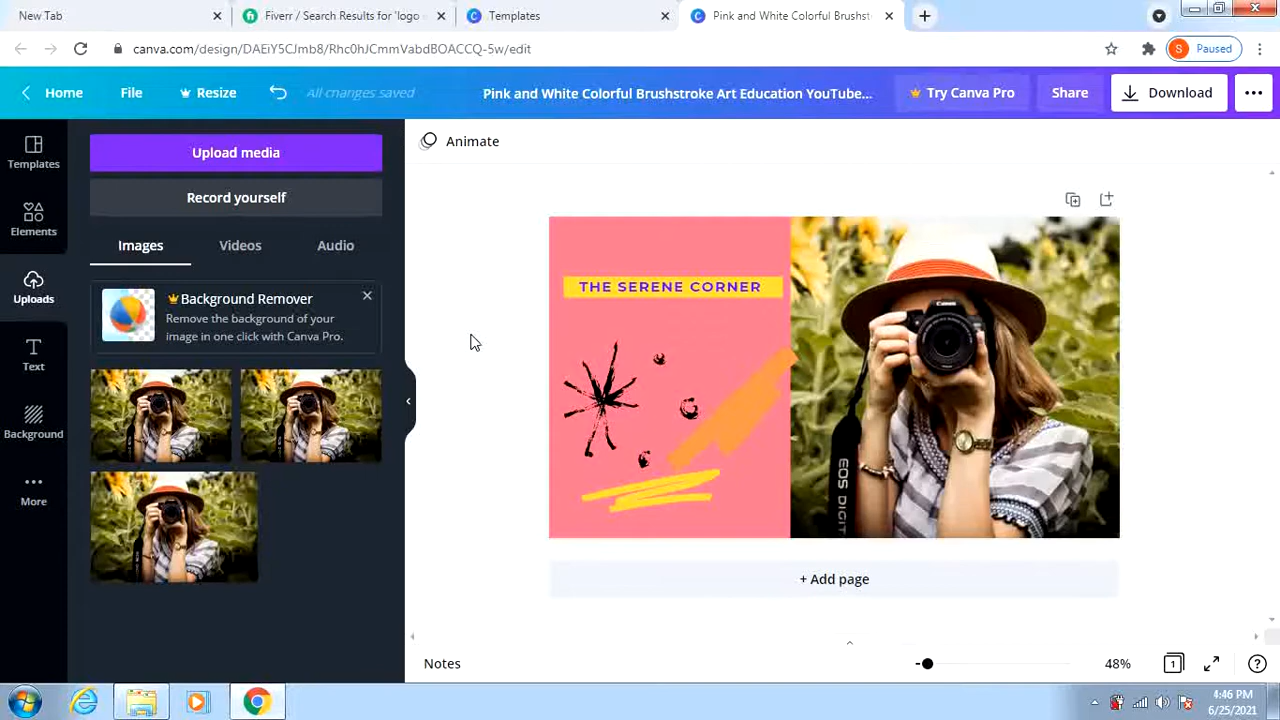 New Tab
Fiverr / Search Results for 'logo
Templates
Pink and White Colorful Brushst
canva.com/design/DAEiY5CJmb8/Rhc0hJCmmVabdBOACCQ-5w/edit
S Paused
Home
File
Resize
All changes saved
Pink and White Colorful Brushstroke Art Education YouTube...
Try Canva Pro
Share
Download
Templates
Elements
Uploads
Text
Background
More
Upload media
Record yourself
Images
Videos
Audio
Background Remover
Remove the background of your
image in one click with Canva Pro.
Animate
THE SERENE CORNER
Canon
EOS DIGIT
+ Add page
Notes
48%
1
4:46 PM
6/25/2021